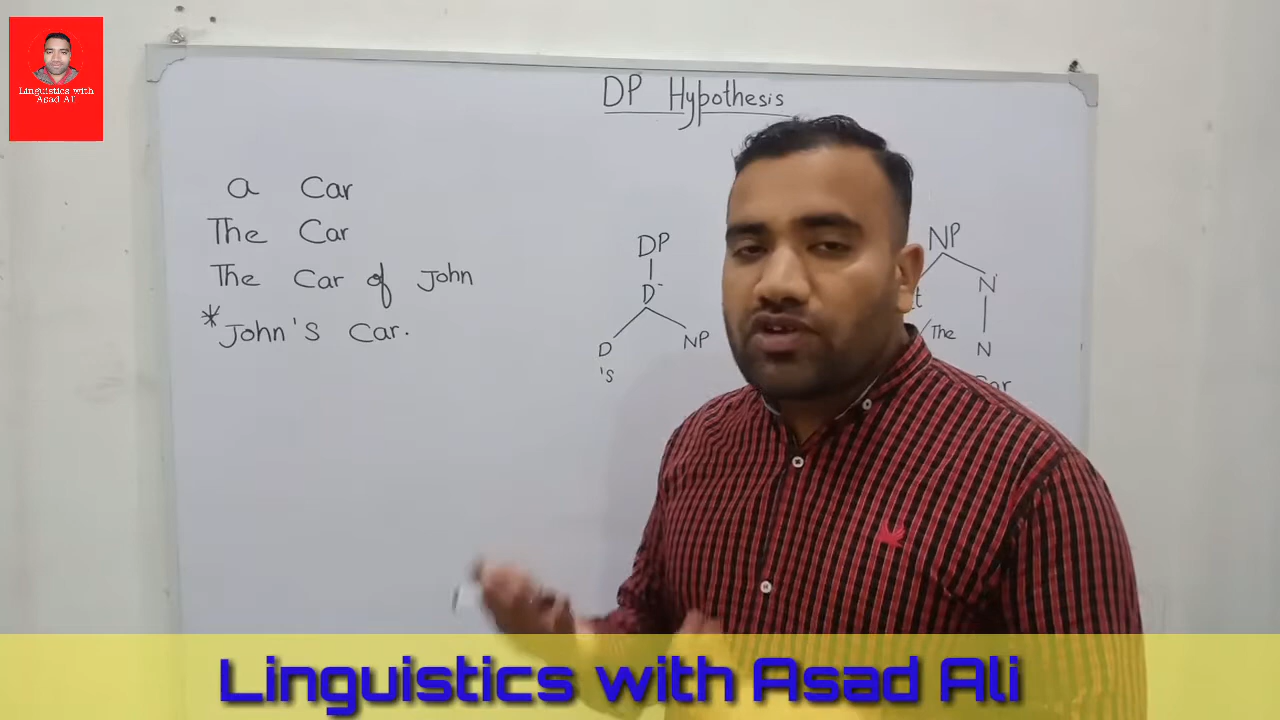 Linguistics with
Asad Ali
DP Hypothesis
a Car
The Car
The Car of John
*John's Car.
DP
D-
D NP
's
NP
N'
The
N
Linguistics with Asad Ali